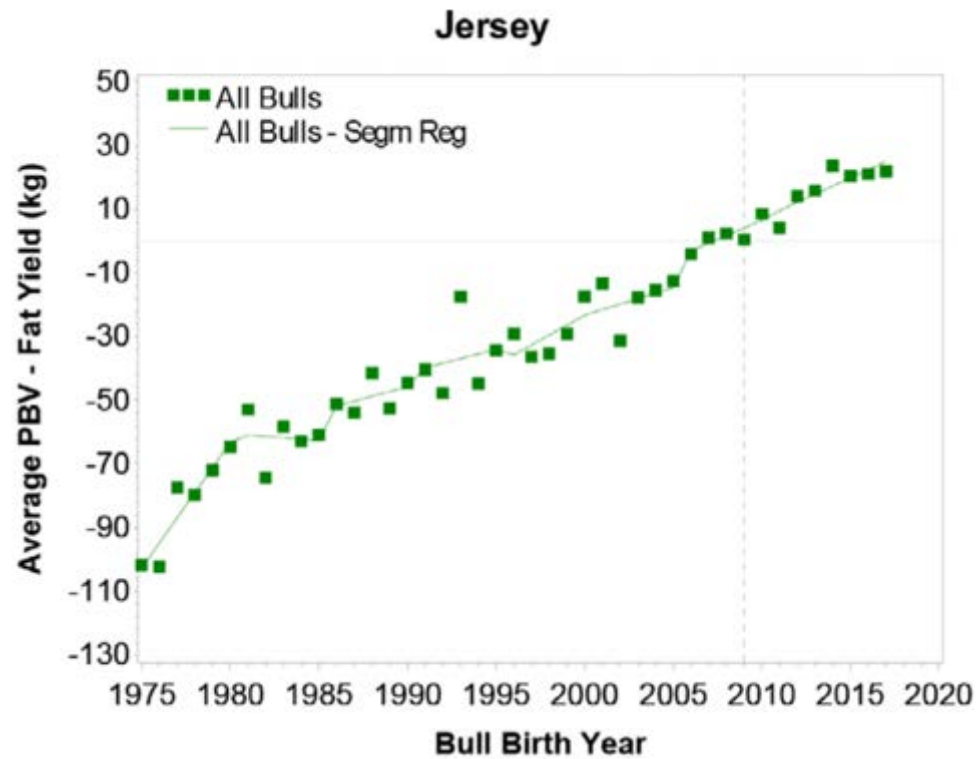 Jersey
All Bulls
All Bulls - Segm Reg
Average PBV - Fat Yield (kg)
50
30
10
-10
-30
-50
-70
-90
-110
-130
1975 1980 1985 1990 1995 2000 2005 2010 2015 2020
Bull Birth Year